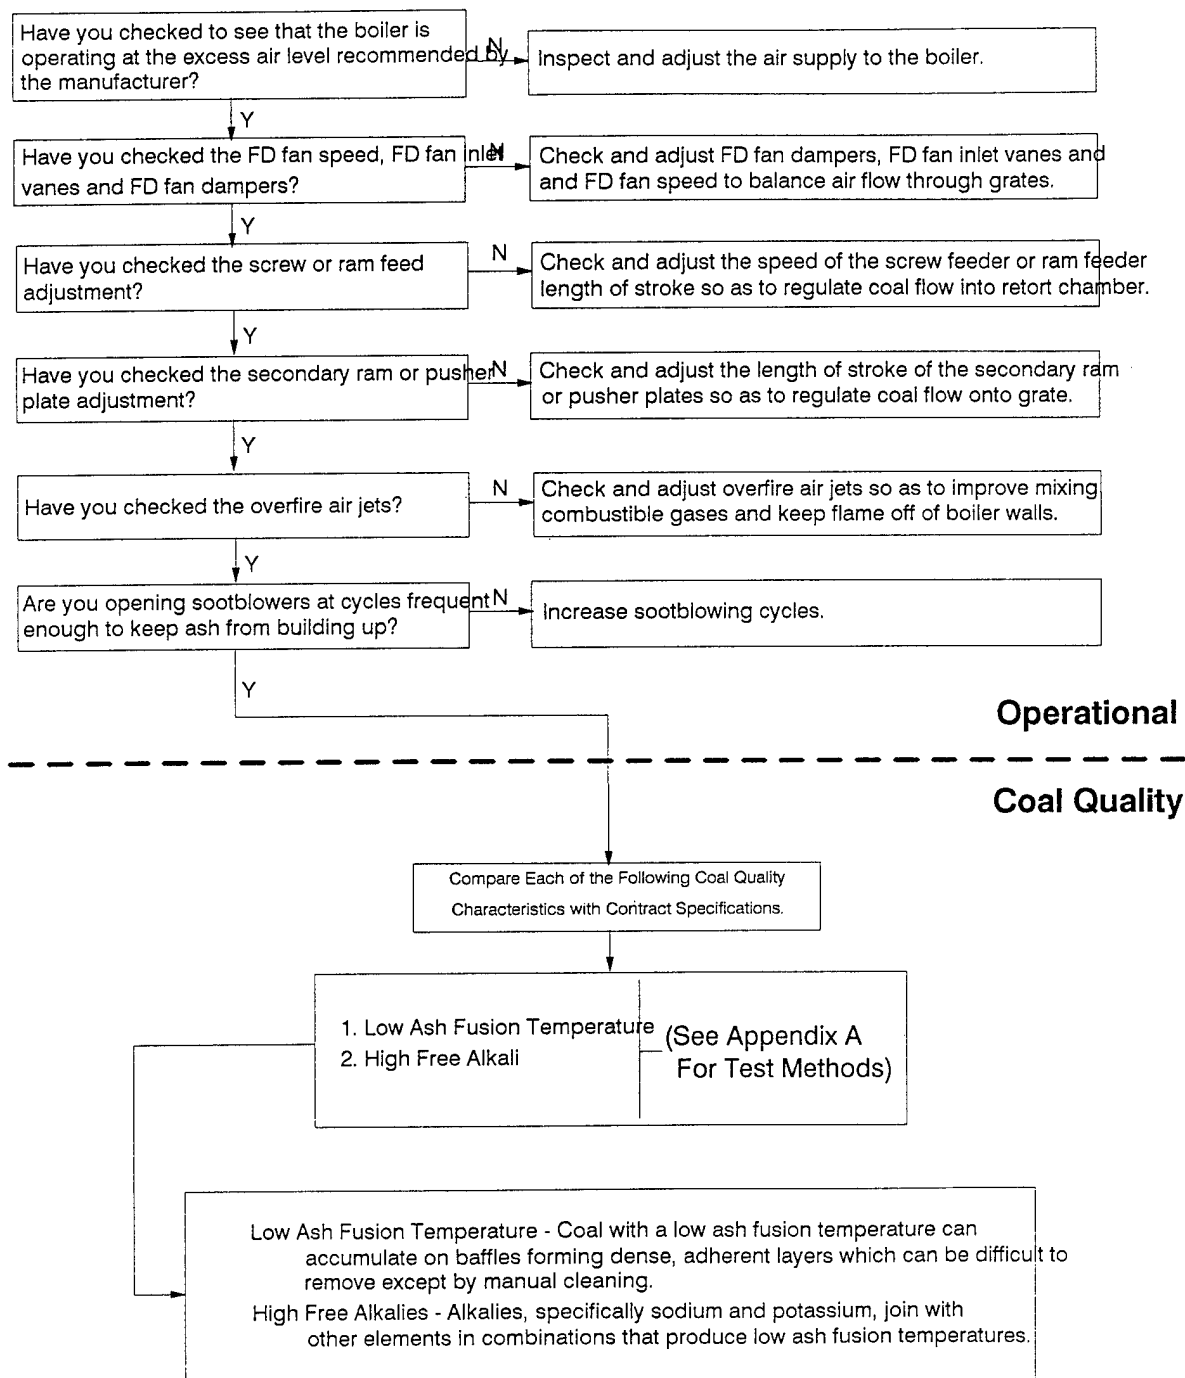 Have you checked to see that the boiler is
operating at the excess air level recommended by
the manufacturer?
N
Inspect and adjust the air supply to the boiler.
Y
Have you checked the FD fan speed, FD fan inlet
vanes and FD fan dampers?
N
Check and adjust FD fan dampers, FD fan inlet vanes and
and FD fan speed to balance air flow through grates.
Y
Have you checked the screw or ram feed
adjustment?
N
Check and adjust the speed of the screw feeder or ram feeder
length of stroke so as to regulate coal flow into retort chamber.
Y
Have you checked the secondary ram or pusher
plate adjustment?
N
Check and adjust the length of stroke of the secondary ram
or pusher plates so as to regulate coal flow onto grate.
Y
Have you checked the overfire air jets?
N
Check and adjust overfire air jets so as to improve mixing
combustible gases and keep flame off of boiler walls.
Y
Are you opening sootblowers at cycles frequent
enough to keep ash from building up?
N
Increase sootblowing cycles.
Y
Operational
Coal Quality
Compare Each of the Following Coal Quality
Characteristics with Contract Specifications.
1. Low Ash Fusion Temperature
2. High Free Alkali
(See Appendix A
For Test Methods)
Low Ash Fusion Temperature - Coal with a low ash fusion temperature can
accumulate on baffles forming dense, adherent layers which can be difficult to
remove except by manual cleaning.
High Free Alkalies - Alkalies, specifically sodium and potassium, join with
other elements in combinations that produce low ash fusion temperatures.